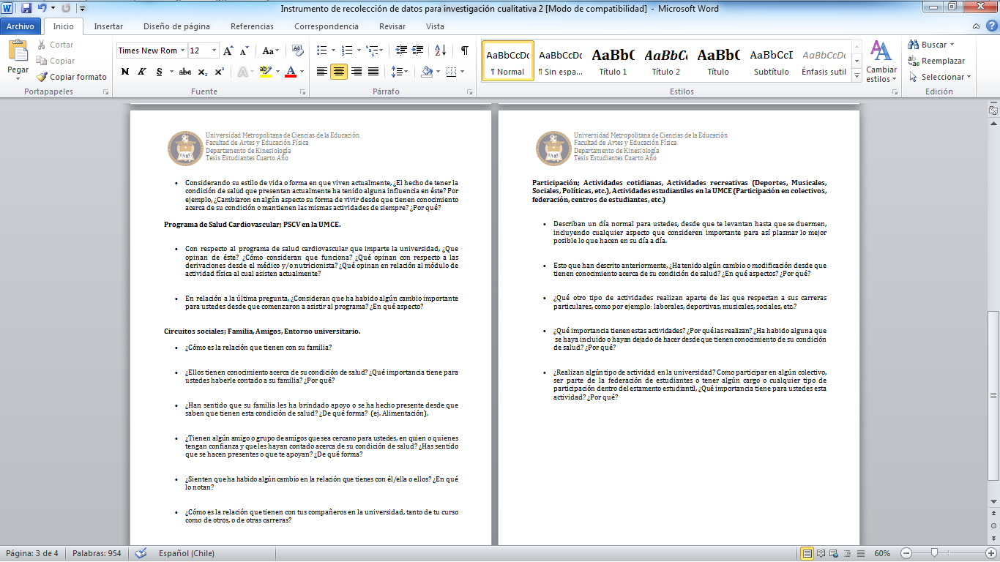 Instrumento de recolección de datos para investigación cualitativa 2 [Modo de compatibilidad] - Microsoft Word
Archivo Inicio Insertar Diseño de página Referencias Correspondencia Revisar Vista
Pegar
Cortar
Copiar
Copiar formato
Portapapeles
Times New Rom 12
N K S abc x₂ x²
Aa
Fuente
Párrafo
AaBbCcDc AaBbCcDc AaBbC AaBbCc AaBbC AaBbCcI AaBbCcDc
¶ Normal ¶ Sin espa... Título 1 Título 2 Título Subtítulo Énfasis sutil
Cambiar
estilos
Estilos
Buscar
Reemplazar
Seleccionar
Edición
Universidad Metropolitana de Ciencias de la Educación
Facultad de Artes y Educación Física
Departamento de Kinesiología
Tesis Estudiantes Cuarto Año
• Considerando su estilo de vida o forma en que viven actualmente, ¿El hecho de tener la
condición de salud que presentan actualmente ha tenido alguna influencia en éste? Por
ejemplo, ¿Cambiaron en algún aspecto su forma de vivir desde que tienen conocimiento
acerca de su condición o mantienen las mismas actividades de siempre? ¿Por qué?
Programa de Salud Cardiovascular; PSCV en la UMCE.
• Con respecto al programa de salud cardiovascular que imparte la universidad, ¿Que
opinan de éste? ¿Cómo consideran que funciona? ¿Qué opinan con respecto a las
derivaciones desde el médico y/o nutricionista? ¿Qué opinan en relación al módulo de
actividad física al cual asisten actualmente?
• En relación a la última pregunta, ¿Consideran que ha habido algún cambio importante
para ustedes desde que comenzaron a asistir al programa? ¿En qué aspecto?
Circuitos sociales; Familia, Amigos, Entorno universitario.
• ¿Cómo es la relación que tienen con su familia?
• ¿Ellos tienen conocimiento acerca de su condición de salud? ¿Qué importancia tiene para
ustedes haberle contado a su familia? ¿Por qué?
• ¿Han sentido que su familia les ha brindado apoyo o se ha hecho presente desde que
saben que tienen esta condición de salud? ¿De qué forma? (ej. Alimentación).
• ¿Tienen algún amigo o grupo de amigos que sea cercano para ustedes, en quien o quienes
tengan confianza y que les hayan contado acerca de su condición de salud? ¿Has sentido
que se hacen presentes o que te apoyan? ¿De qué forma?
• ¿Sienten que ha habido algún cambio en la relación que tienes con él/ella o ellos? ¿En qué
lo notan?
• ¿Cómo es la relación que tienen con tus compañeros en la universidad, tanto de tu curso
como de otros, o de otras carreras?
Universidad Metropolitana de Ciencias de la Educación
Facultad de Artes y Educación Física
Departamento de Kinesiología
Tesis Estudiantes Cuarto Año
Participación; Actividades cotidianas, Actividades recreativas (Deportes, Musicales,
Sociales, Políticas, etc.), Actividades estudiantiles en la UMCE (Participación en colectivos,
federación, centros de estudiantes, etc.)
• Describan un día normal para ustedes, desde que te levantan hasta que se duermen,
incluyendo cualquier aspecto que consideren importante para así plasmar lo mejor
posible lo que hacen en su día a día.
• Esto que han descrito anteriormente, ¿Ha tenido algún cambio o modificación desde que
tienen conocimiento acerca de su condición de salud? ¿En qué aspectos? ¿Por qué?
• ¿Qué otro tipo de actividades realizan aparte de las que respectan a sus carreras
particulares, como por ejemplo: laborales, deportivas, musicales, sociales, etc.?
• ¿Qué importancia tienen estas actividades? ¿Por qué las realizan? ¿Ha habido alguna que
se haya incluido o hayan dejado de hacer desde que tienen conocimiento de su condición
de salud? ¿Por qué?
• ¿Realizan algún tipo de actividad en la universidad? Como participar en algún colectivo,
ser parte de la federación de estudiantes o tener algún cargo o cualquier tipo de
participación dentro del estamento estudiantil, ¿Qué importancia tiene para ustedes esta
actividad? ¿Por qué?
Página: 3 de 4 Palabras: 954 Español (Chile) 60%